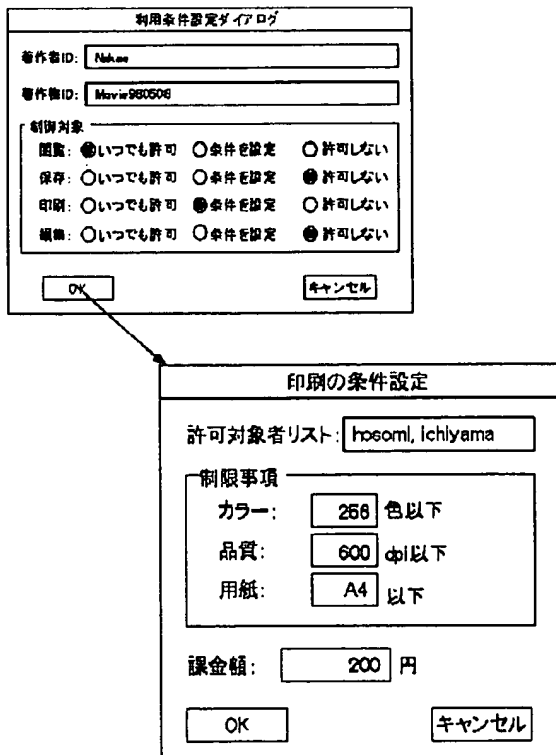 利用条件設定ダイアログ
著作者ID: Nakae
著作物ID: Movie980508
制御対象
閲覧: いつでも許可 条件を設定 許可しない
保存: いつでも許可 条件を設定 許可しない
印刷: いつでも許可 条件を設定 許可しない
編集: いつでも許可 条件を設定 許可しない
OK キャンセル
印刷の条件設定
許可対象者リスト: hosomi, ichiyama
制限事項
カラー: 256 色以下
品質: 600 dpi以下
用紙: A4 以下
課金額: 200 円
OK キャンセル